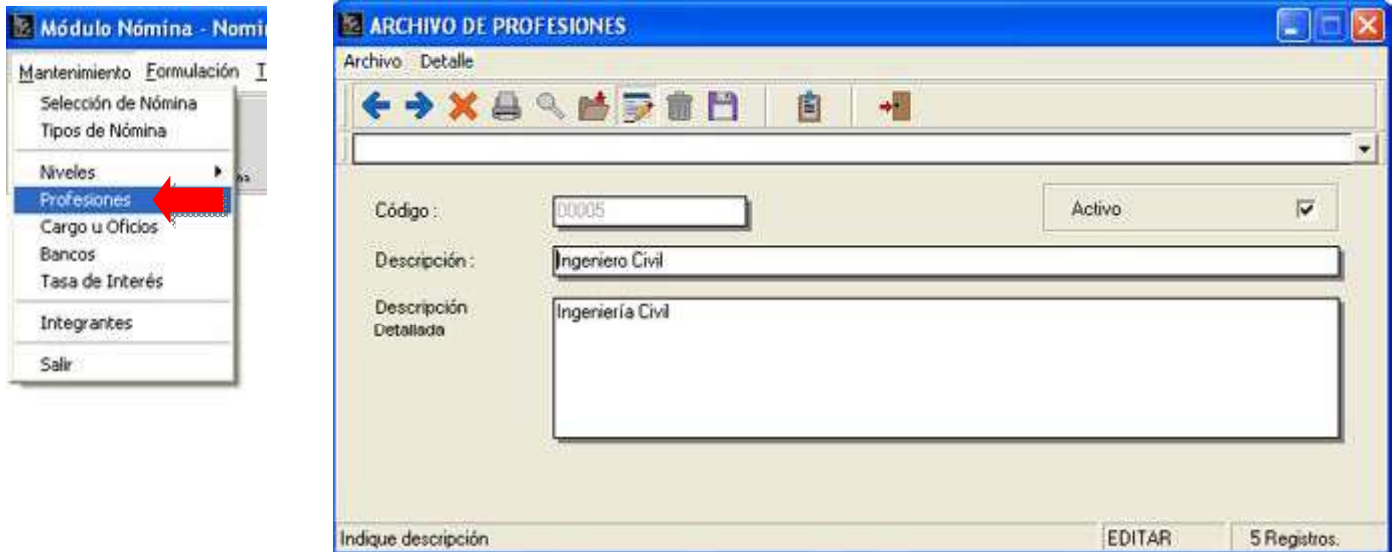 Módulo Nómina - Nomi
Mantenimiento Formulación T
Selección de Nómina
Tipos de Nómina
Niveles
Profesiones
Cargo u Oficios
Bancos
Tasa de Interés
Integrantes
Salir
ARCHIVO DE PROFESIONES
Archivo Detalle
Código : 00005 Activo
Descripción : Ingeniero Civil
Descripción Detallada Ingeniería Civil
Indique descripción EDITAR 5 Registros.